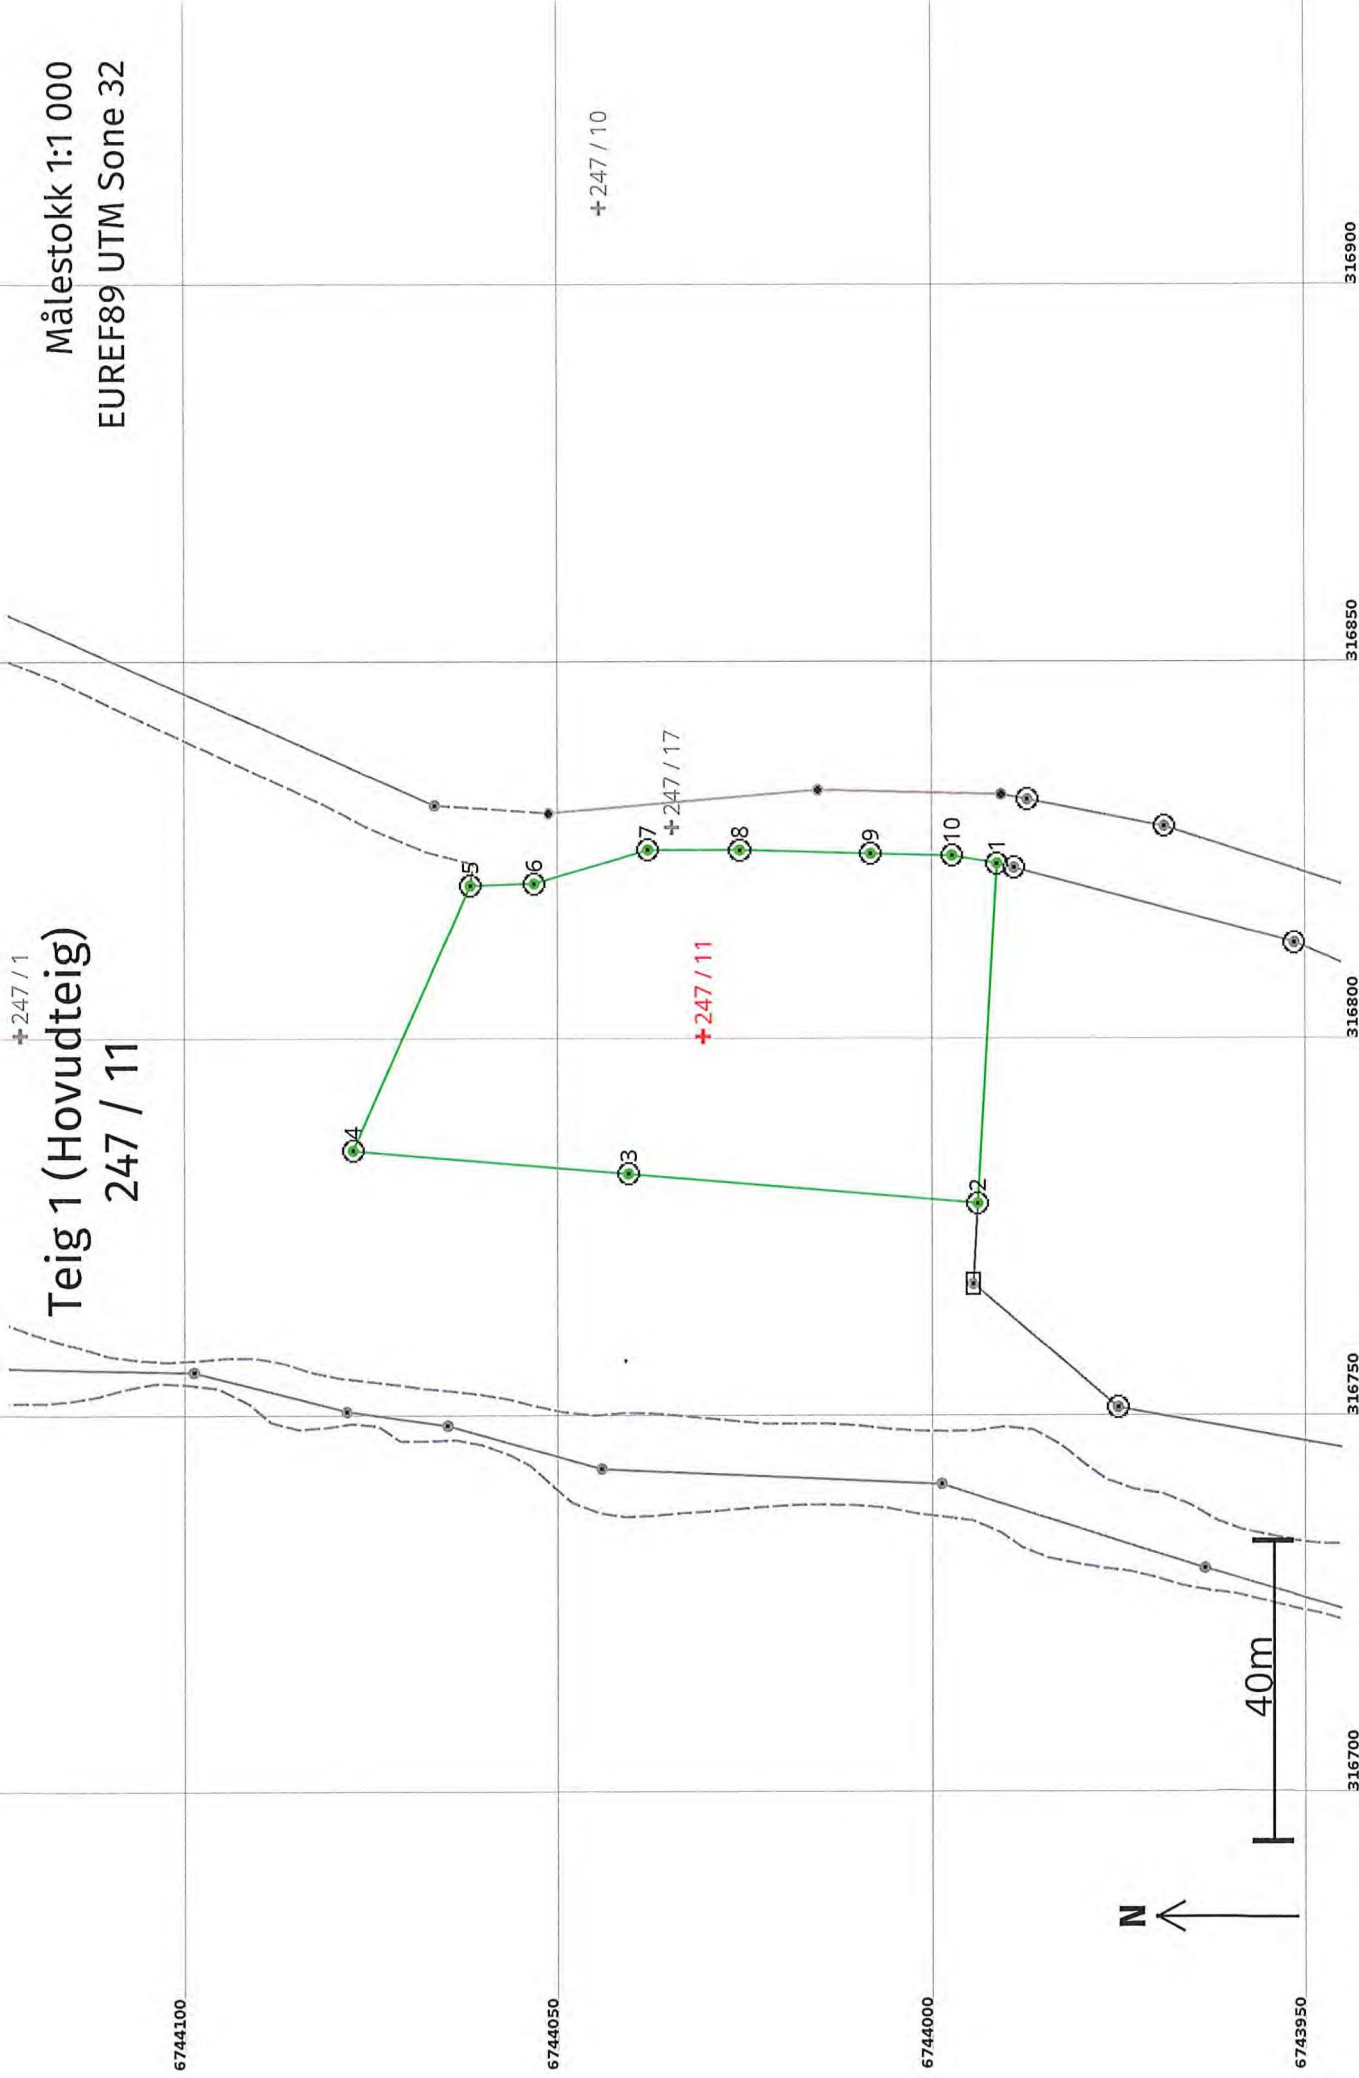 Målestokk 1:1 000
EUREF89 UTM Sone 32
Teig 1 (Hovudteig)
247 / 11
+247 / 1
+247 / 10
+247 / 17
+247 / 11
4
5
6
7
8
9
10
1
3
2
40m
N
6744100
6744050
6744000
6743950
316700
316750
316800
316850
316900